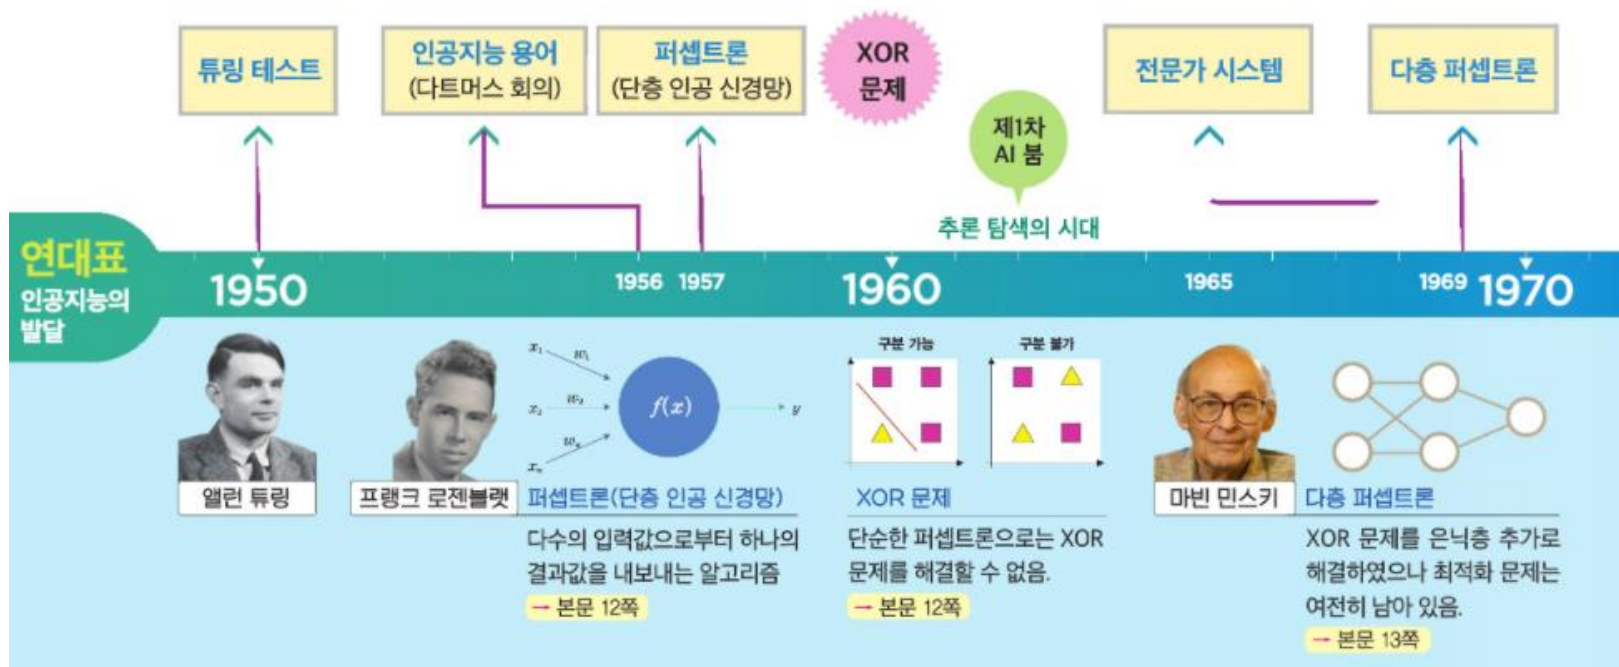 튜링 테스트
인공지능 용어
(다트머스 회의)
퍼셉트론
(단층 인공 신경망)
XOR
문제
제1차
AI 붐
추론 탐색의 시대
전문가 시스템
다층 퍼셉트론
연대표
인공지능의
발달
1950
1956
1957
1960
1965
1969
1970
앨런 튜링
프랭크 로젠블랫
x₁
w₁
x₂
w₂
xₙ
wₙ
f(x)
y
퍼셉트론(단층 인공 신경망)
다수의 입력값으로부터 하나의
결과값을 내보내는 알고리즘
→ 본문 12쪽
구분 가능
구분 불가
XOR 문제
단순한 퍼셉트론으로는 XOR
문제를 해결할 수 없음.
→ 본문 12쪽
마빈 민스키
다층 퍼셉트론
XOR 문제를 은닉층 추가로
해결하였으나 최적화 문제는
여전히 남아 있음.
→ 본문 13쪽